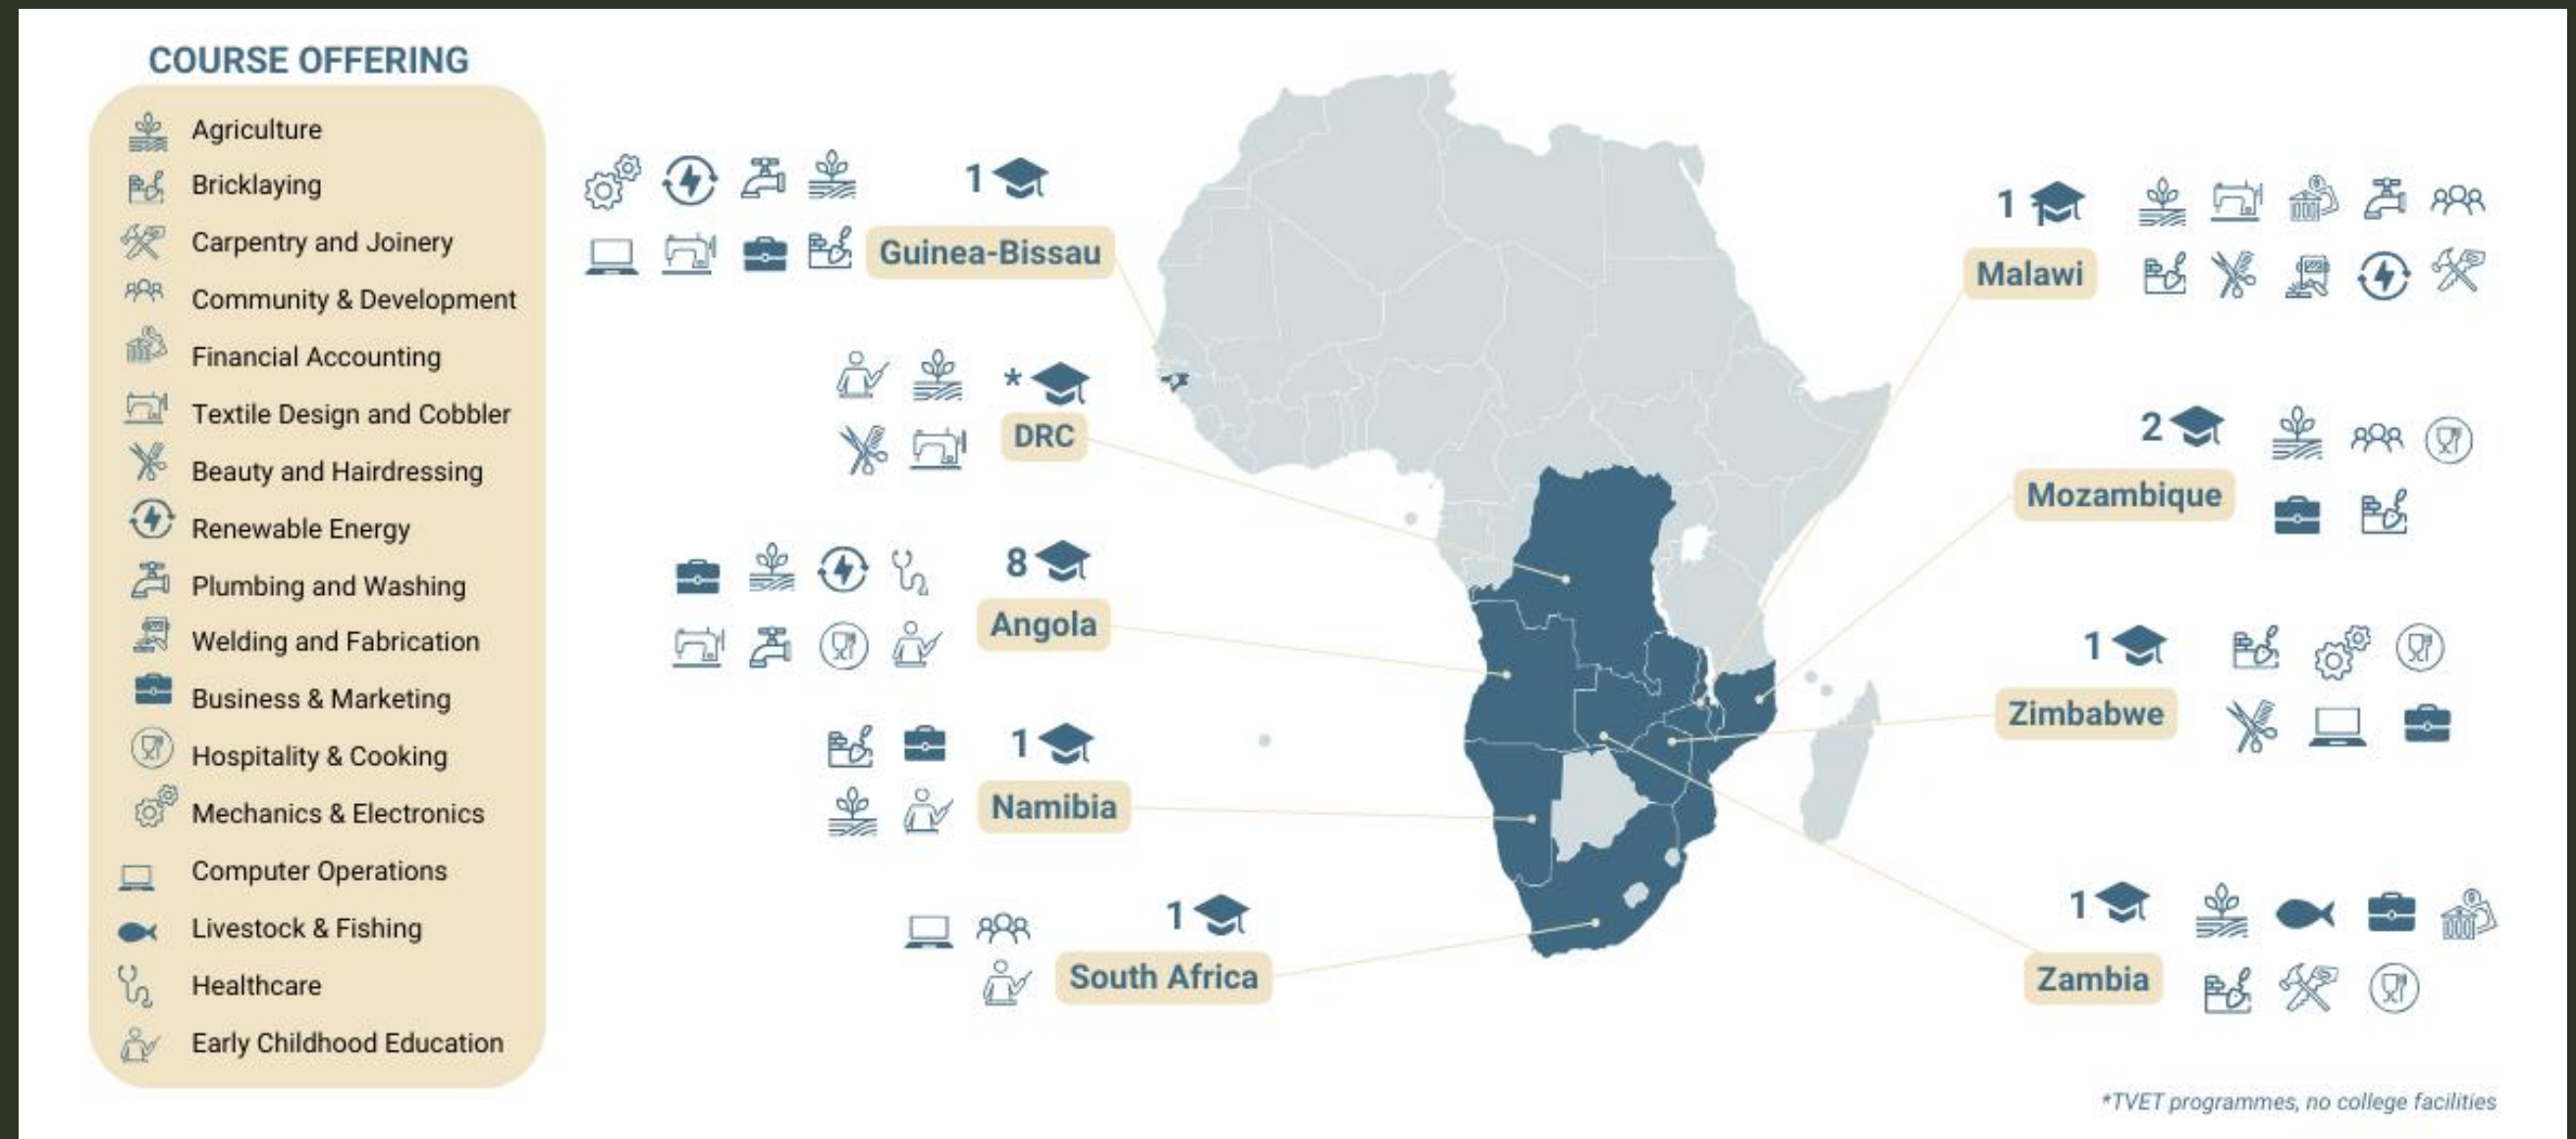 COURSE OFFERING
Agriculture
Bricklaying
Carpentry and Joinery
Community & Development
Financial Accounting
Textile Design and Cobbler
Beauty and Hairdressing
Renewable Energy
Plumbing and Washing
Welding and Fabrication
Business & Marketing
Hospitality & Cooking
Mechanics & Electronics
Computer Operations
Livestock & Fishing
Healthcare
Early Childhood Education
1
Guinea-Bissau
*
DRC
8
Angola
1
Namibia
1
South Africa
1
Malawi
2
Mozambique
1
Zimbabwe
1
Zambia
*TVET programmes, no college facilities